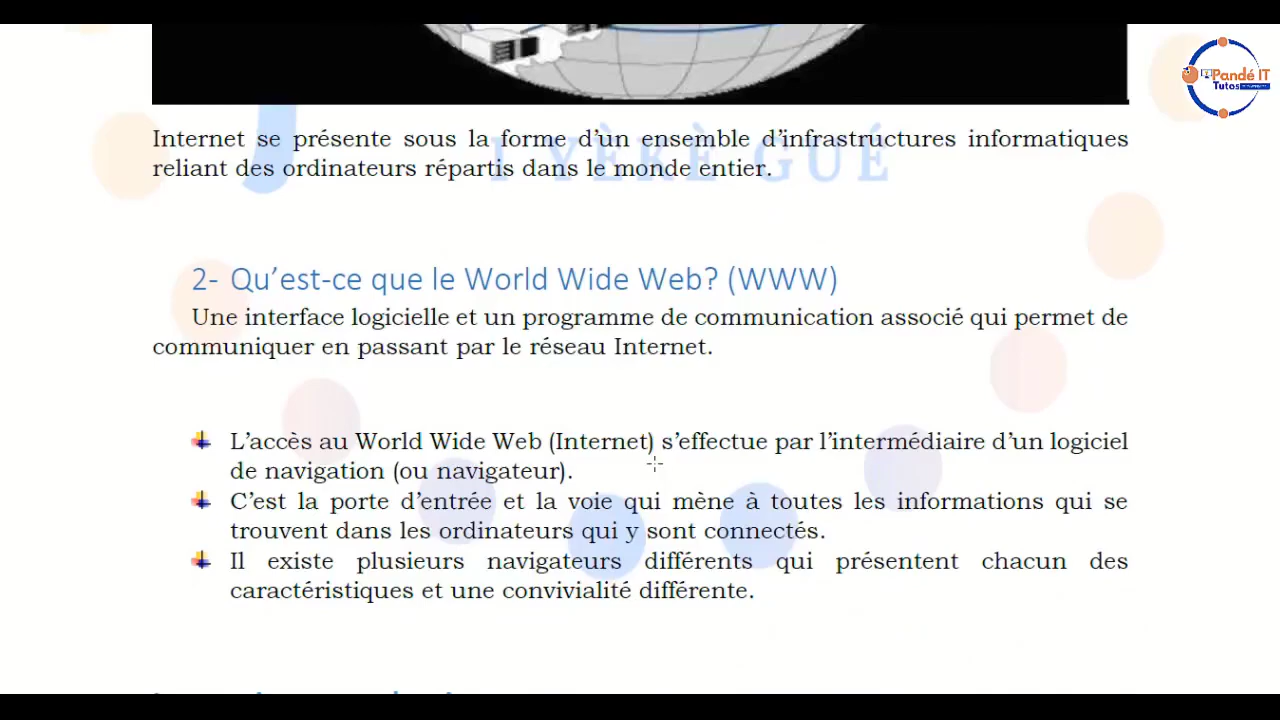 Pandé IT
Tutos
I YÈRÈ GUÉ
Internet se présente sous la forme d’un ensemble d’infrastructures informatiques
reliant des ordinateurs répartis dans le monde entier.
2- Qu’est-ce que le World Wide Web? (WWW)
Une interface logicielle et un programme de communication associé qui permet de
communiquer en passant par le réseau Internet.
L’accès au World Wide Web (Internet) s’effectue par l’intermédiaire d’un logiciel
de navigation (ou navigateur).
C’est la porte d’entrée et la voie qui mène à toutes les informations qui se
trouvent dans les ordinateurs qui y sont connectés.
Il existe plusieurs navigateurs différents qui présentent chacun des
caractéristiques et une convivialité différente.